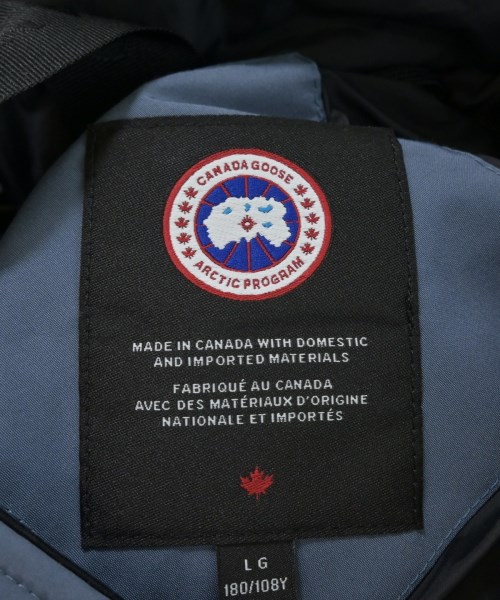 CANADA GOOSE
ARCTIC PROGRAM
MADE IN CANADA WITH DOMESTIC
AND IMPORTED MATERIALS
FABRIQUÉ AU CANADA
AVEC DES MATÉRIAUX D'ORIGINE
NATIONALE ET IMPORTÉS
LG
180/108Y